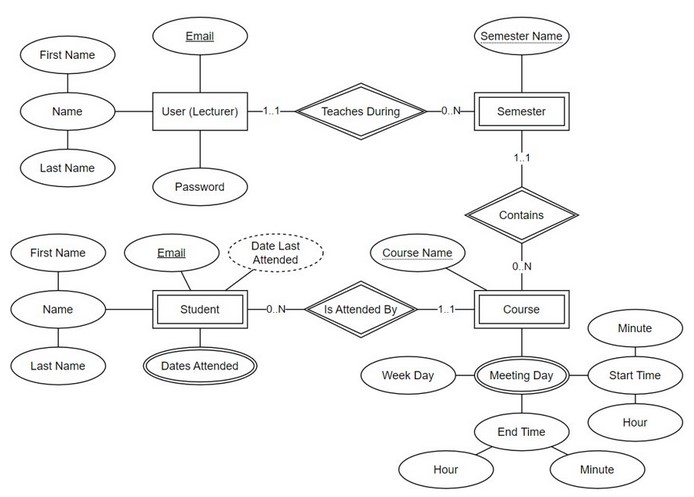 Email
Semester Name
First Name
Name
User (Lecturer)
1..1
Teaches During
0..N
Semester
Last Name
Password
1..1
Contains
First Name
Email
Date Last
Attended
Course Name
0..N
Name
Student
0..N
Is Attended By
1..1
Course
Minute
Last Name
Dates Attended
Week Day
Meeting Day
Start Time
Hour
End Time
Hour
Minute